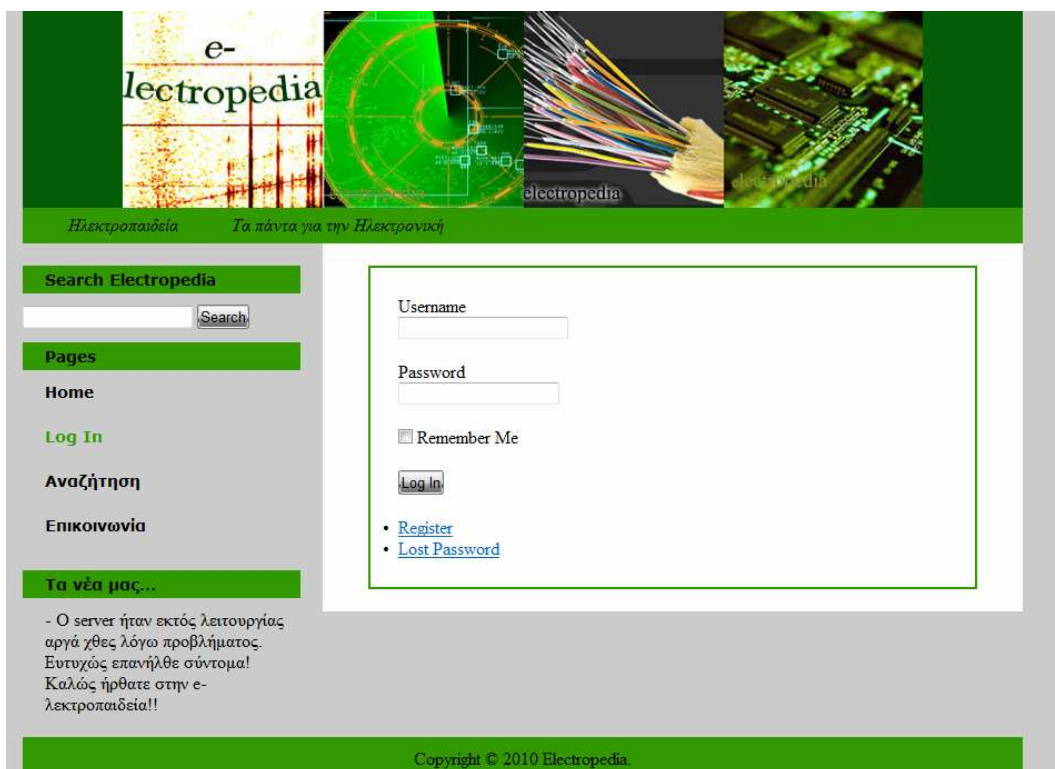 e-
lectropedia
electropedia
electropedia
electropedia
Ηλεκτροπαιδεία Τα πάντα για την Ηλεκτρονική
Search Electropedia
Search
Pages
Home
Log In
Αναζήτηση
Επικοινωνία
Τα νέα μας...
- Ο server ήταν εκτός λειτουργίας
αργά χθες λόγω προβλήματος.
Ευτυχώς επανήλθε σύντομα!
Καλώς ήρθατε στην e-
λεκτροπαιδεία!!
Username
Password
Remember Me
Log In
• Register
• Lost Password
Copyright © 2010 Electropedia.